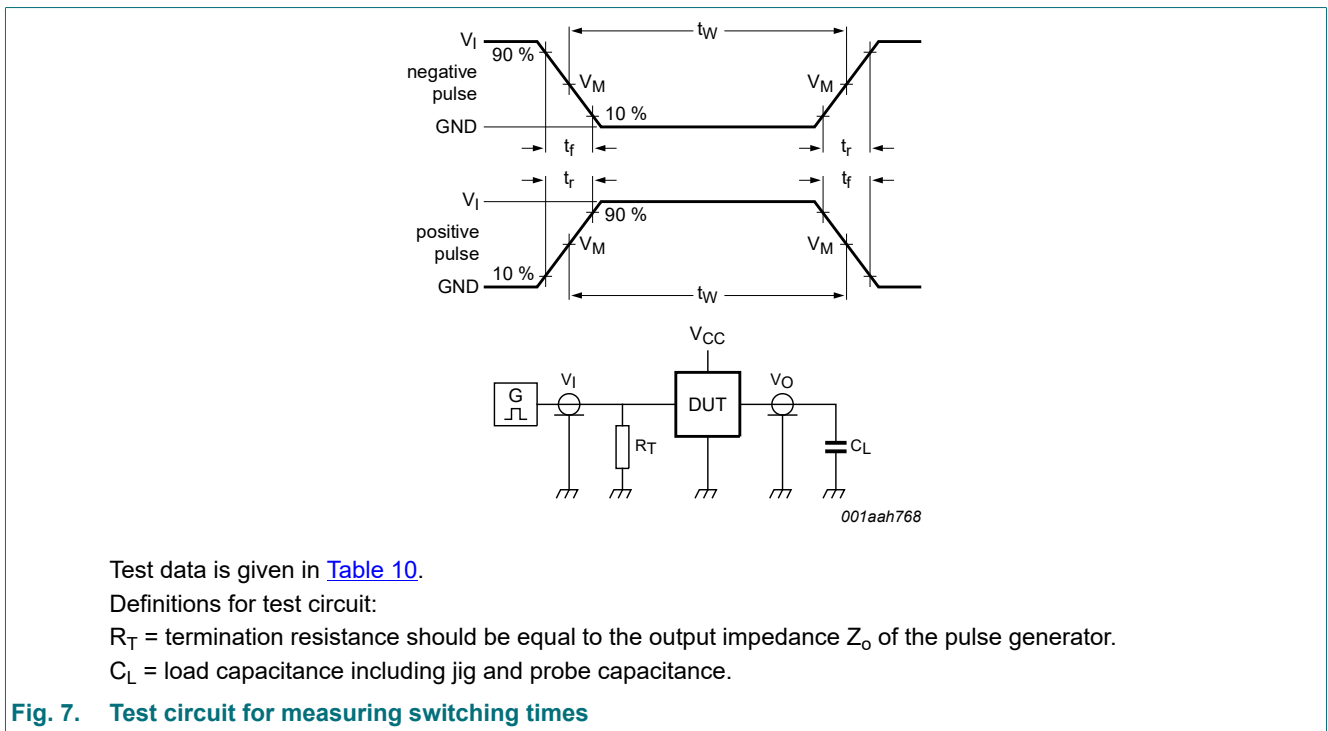 V_I
90 %
negative
pulse
GND
V_M
10 %
t_W
V_M
t_f
t_r
t_r
t_f
V_I
positive
pulse
GND
10 %
V_M
90 %
V_M
t_W
V_CC
G
V_I
R_T
DUT
V_O
C_L
001aah768
Test data is given in Table 10.
Definitions for test circuit:
R_T = termination resistance should be equal to the output impedance Z_o of the pulse generator.
C_L = load capacitance including jig and probe capacitance.
Fig. 7. Test circuit for measuring switching times